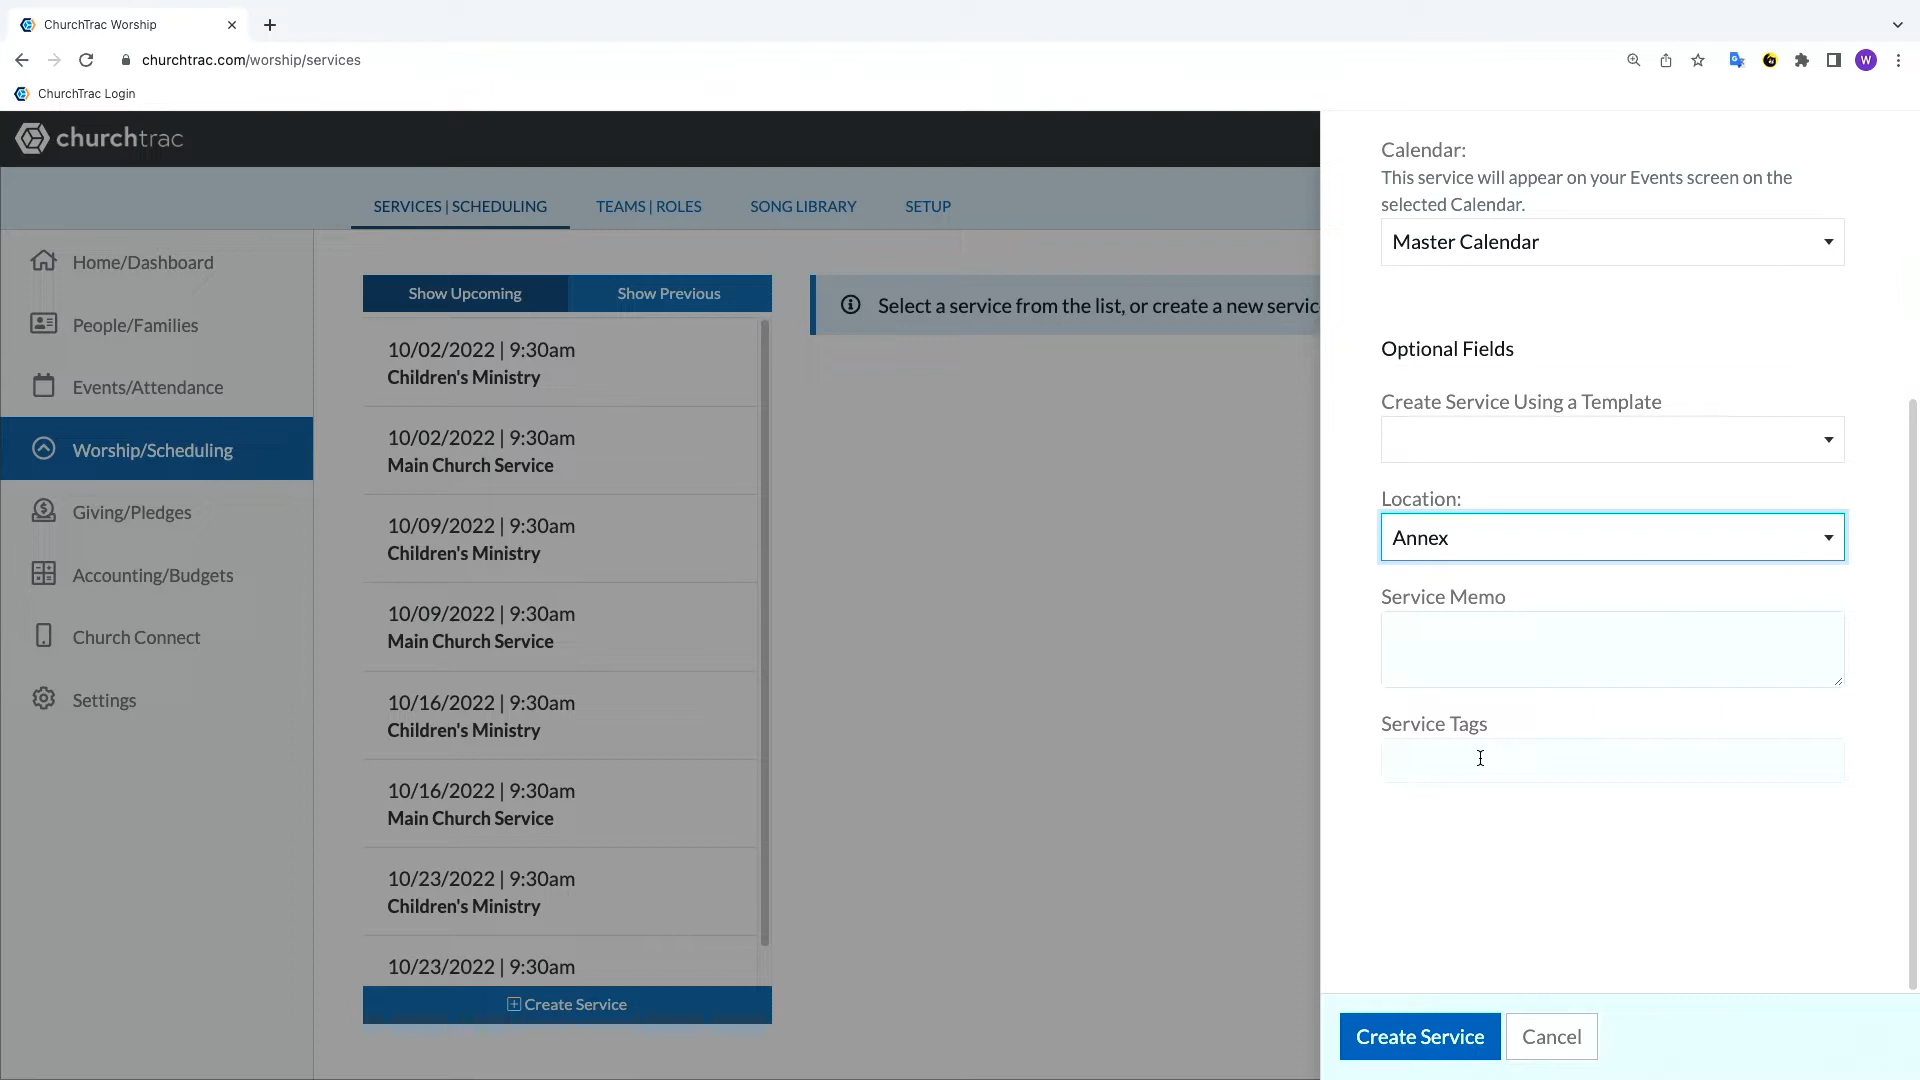 ChurchTrac Worship
churchtrac.com/worship/services
W
ChurchTrac Login
churchtrac
SERVICES | SCHEDULING
TEAMS | ROLES
SONG LIBRARY
SETUP
Home/Dashboard
People/Families
Events/Attendance
Worship/Scheduling
Giving/Pledges
Accounting/Budgets
Church Connect
Settings
Show Upcoming
Show Previous
10/02/2022 | 9:30am
Children's Ministry
10/02/2022 | 9:30am
Main Church Service
10/09/2022 | 9:30am
Children's Ministry
10/09/2022 | 9:30am
Main Church Service
10/16/2022 | 9:30am
Children's Ministry
10/16/2022 | 9:30am
Main Church Service
10/23/2022 | 9:30am
Children's Ministry
10/23/2022 | 9:30am
Create Service
Select a service from the list, or create a new servic
Calendar:
This service will appear on your Events screen on the
selected Calendar.
Master Calendar
Optional Fields
Create Service Using a Template
Location:
Annex
Service Memo
Service Tags
Create Service
Cancel